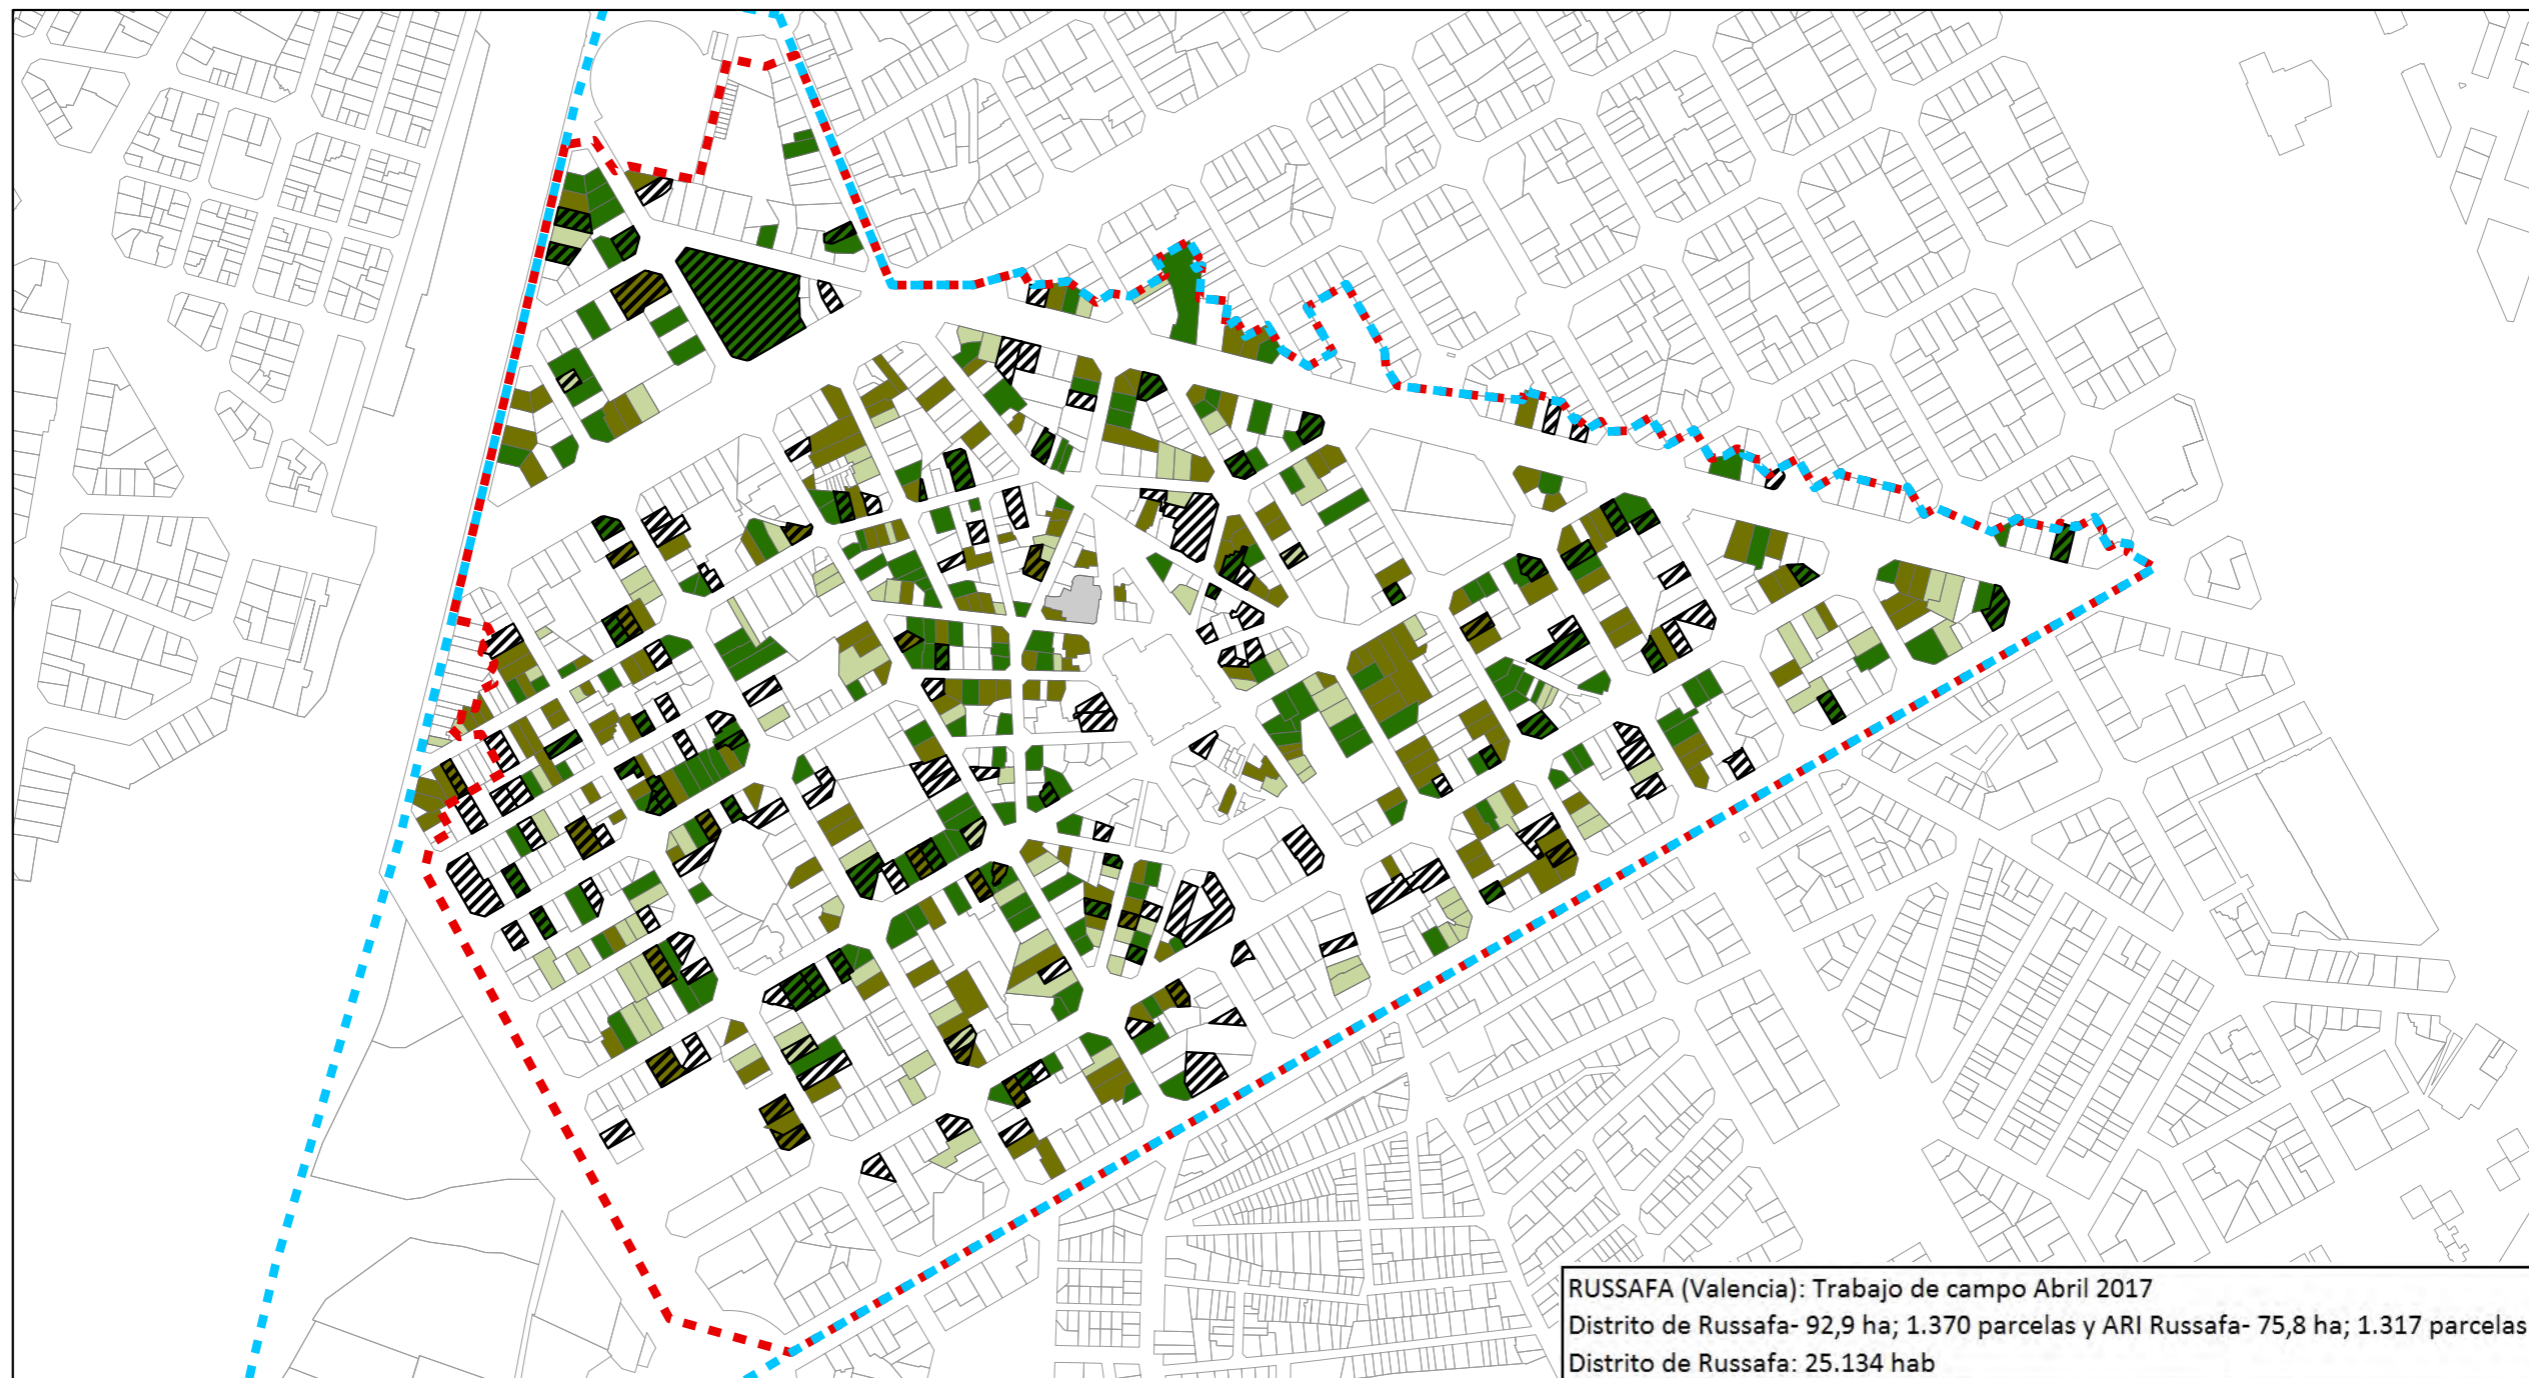 RUSSAFA (Valencia): Trabajo de campo Abril 2017
Distrito de Russafa- 92,9 ha; 1.370 parcelas y ARI Russafa- 75,8 ha; 1.317 parcelas
Distrito de Russafa: 25.134 hab